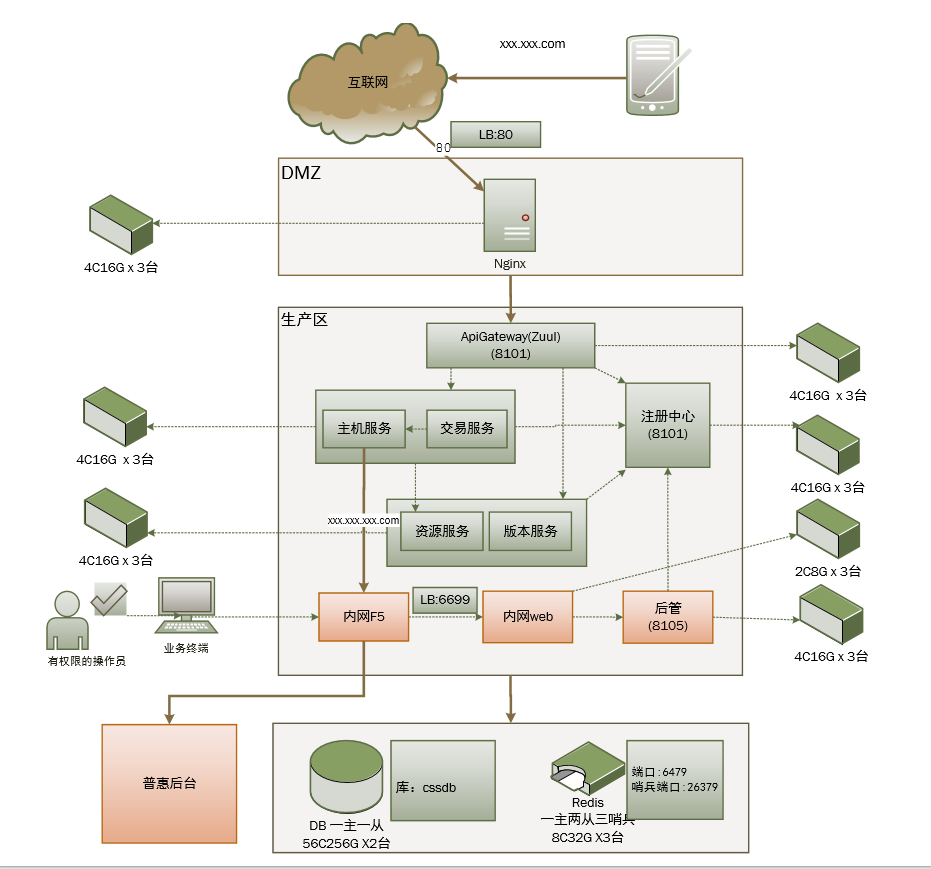 xxx.xxx.com
互联网
LB:80
80
DMZ
Nginx
4C16G x 3台
生产区
ApiGateway(Zuul)
(8101)
4C16G x 3台
主机服务
交易服务
注册中心
(8101)
4C16G x 3台
4C16G x 3台
xxx.xxx.xxx.com
资源服务
版本服务
4C16G x 3台
2C8G x 3台
LB:6699
内网F5
内网web
后管
(8105)
有权限的操作员
业务终端
4C16G x 3台
普惠后台
库：cssdb
端口:6479
哨兵端口:26379
DB 一主一从
56C256G X2台
Redis
一主两从三哨兵
8C32G X3台